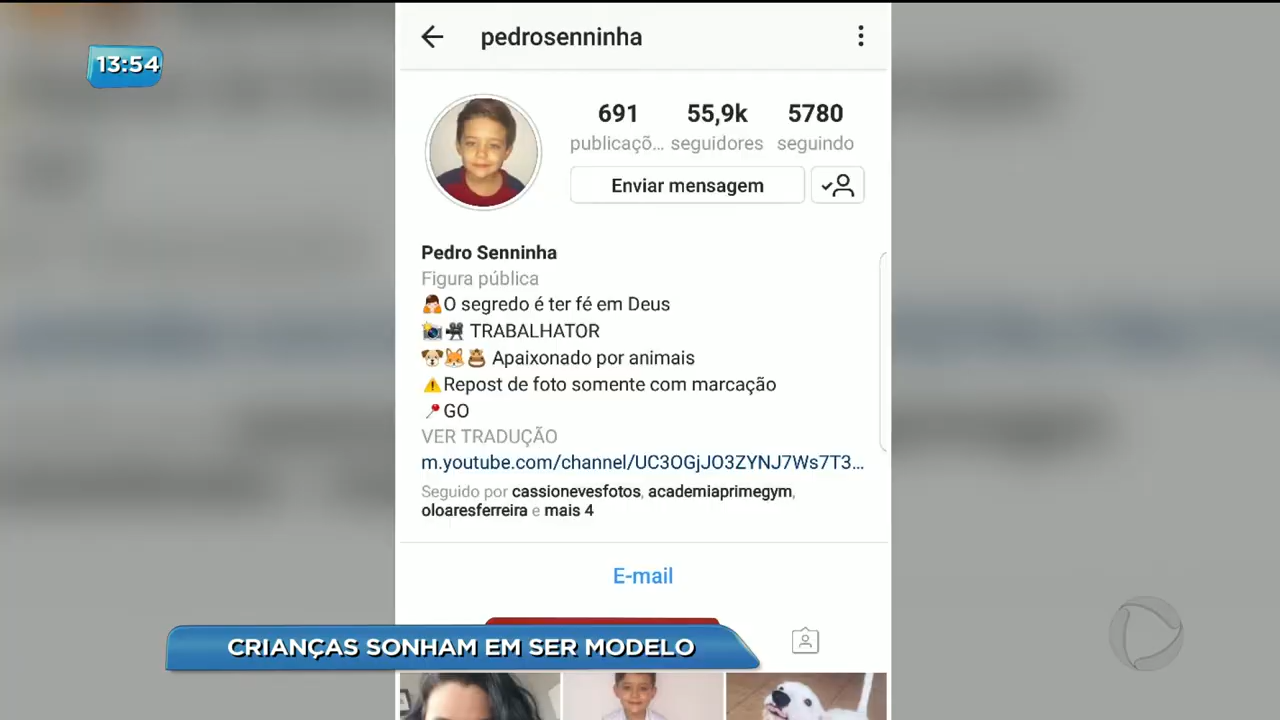 13:54
pedrosenninha
691 55,9k 5780
publicaçõ... seguidores seguindo
Enviar mensagem
Pedro Senninha
Figura pública
O segredo é ter fé em Deus
TRABALHATOR
Apaixonado por animais
Repost de foto somente com marcação
GO
VER TRADUÇÃO
m.youtube.com/channel/UC3OGjJO3ZYNJ7Ws7T3...
Seguido por cassionevesfotos, academiaprimegym,
oloaresferreira e mais 4
E-mail
CRIANÇAS SONHAM EM SER MODELO